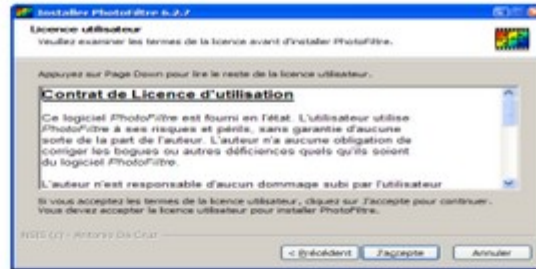 Installer PhotoFiltre 6.2.7
Licence utilisateur
Veuillez examiner les termes de la licence avant d'installer PhotoFiltre.
Appuyez sur Page Down pour lire le reste de la licence utilisateur.
Contrat de Licence d'utilisation
Ce logiciel PhotoFiltre est fourni en l'état. L'utilisateur utilise
PhotoFiltre à ses risques et périls, sans garantie d'aucune
sorte de la part de l'auteur. L'auteur n'a aucune obligation de
corriger les bogues ou autres déficiences quels qu'ils soient
du logiciel PhotoFiltre.
L'auteur n'est responsable d'aucun dommage subi par l'utilisateur
Si vous acceptez les termes de la licence utilisateur, cliquez sur J'accepte pour continuer.
Vous devez accepter la licence utilisateur pour installer PhotoFiltre.
NSIS (c) - Antonio Da Cruz
< Précédent J'accepte Annuler